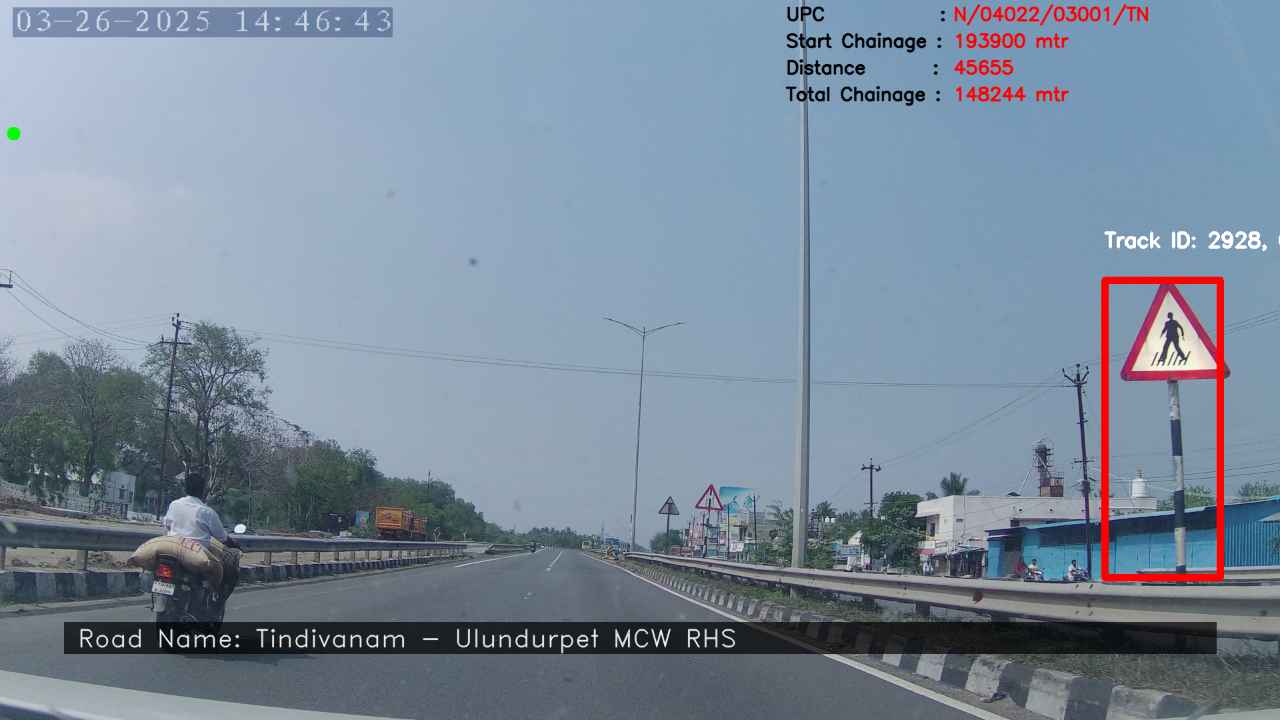 03-26-2025 14:46:43
UPC : N/04022/03001/TN
Start Chainage : 193900 mtr
Distance : 45655
Total Chainage : 148244 mtr
Track ID: 2928,
Road Name: Tindivanam - Ulundurpet MCW RHS